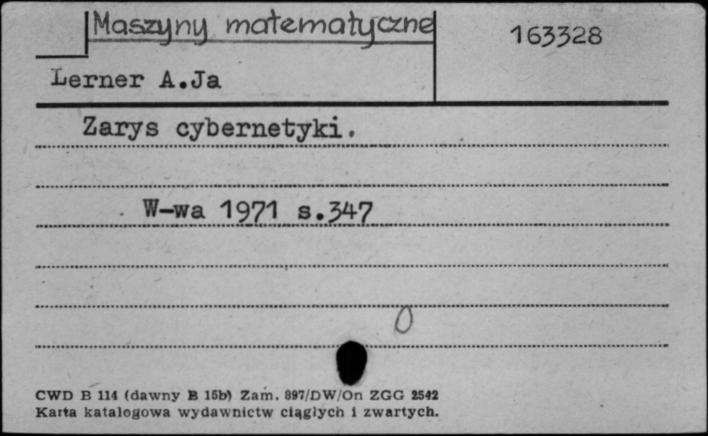 Maszyny matematyczne
163328
Lerner A.Ja
Zarys cybernetyki.
W-wa 1971 s.347
0
CWD B 114 (dawny B 15b) Zam. 897/DW/On ZGG 2542
Karta katalogowa wydawnictw ciągłych i zwartych.